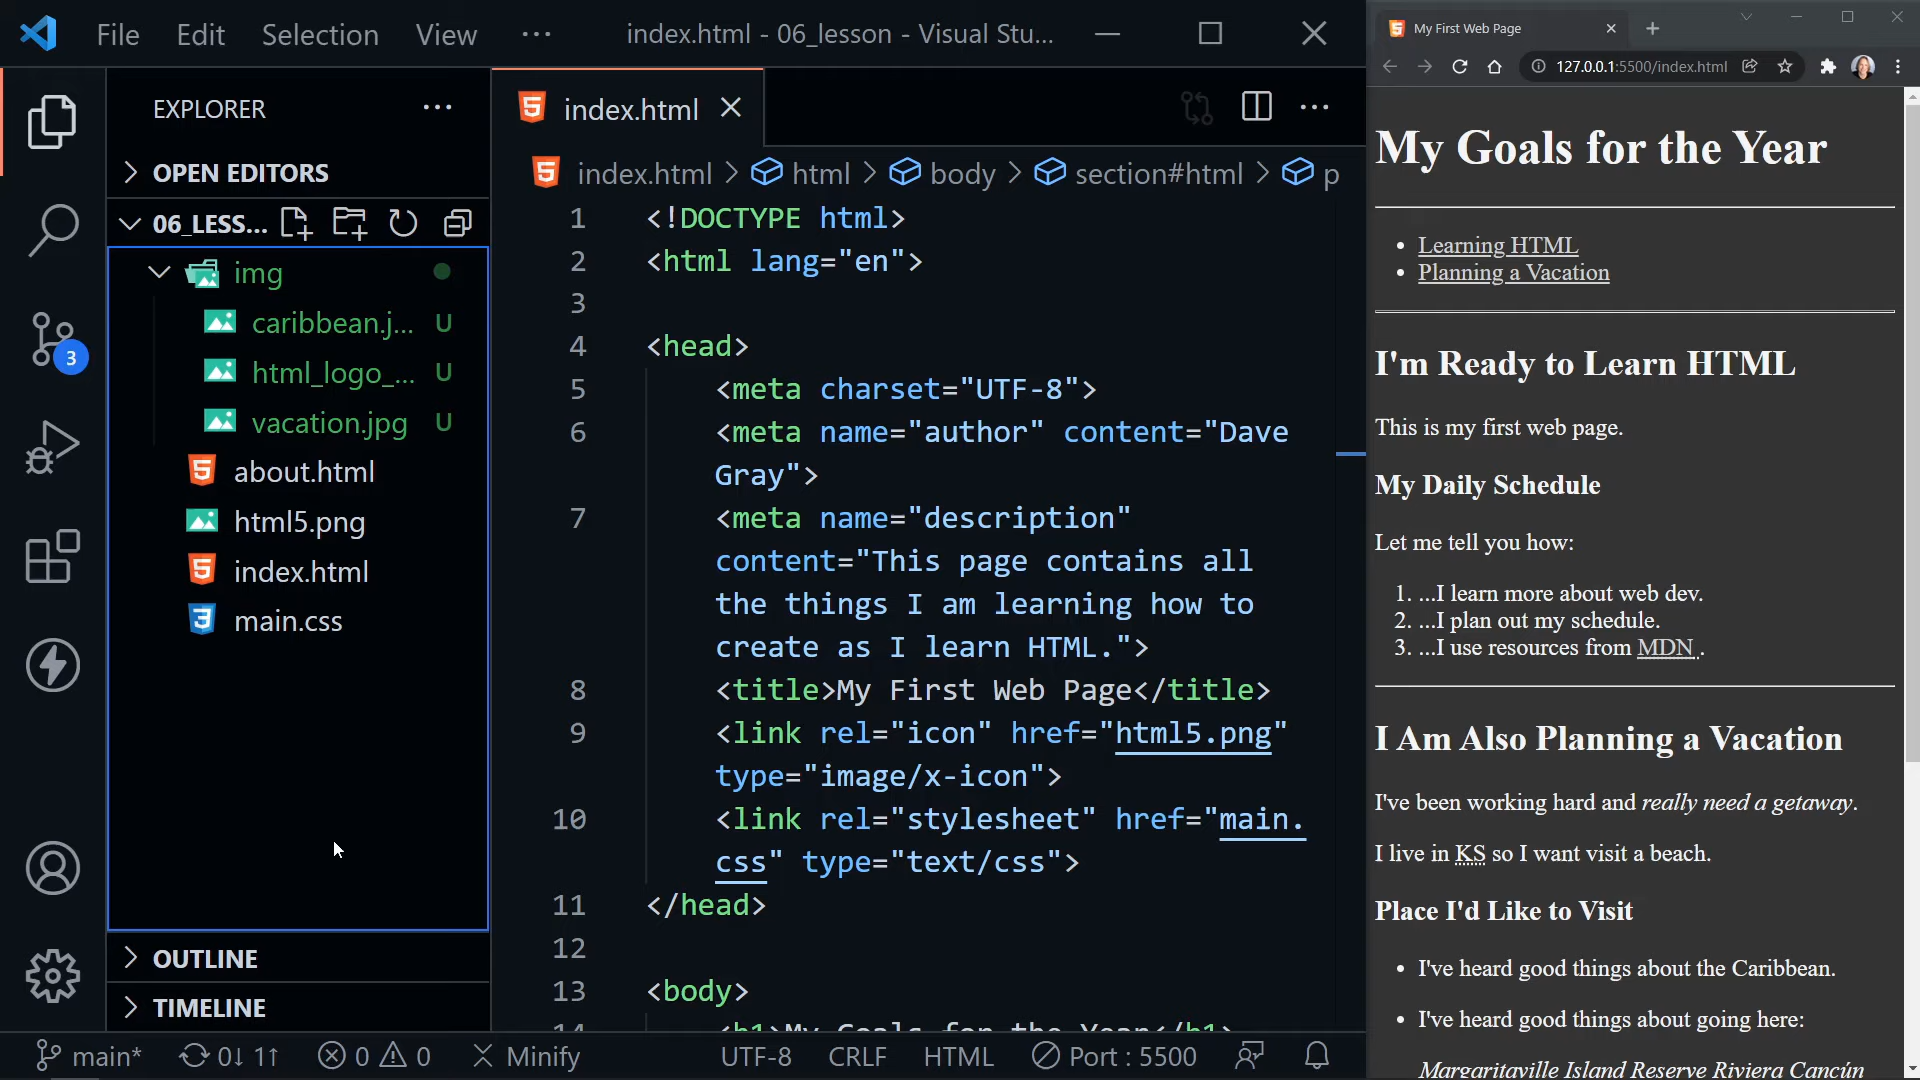 File Edit Selection View ··· index.html - 06_lesson - Visual Stu...
EXPLORER ···
OPEN EDITORS
06_LESS...
img
caribbean.j... U
html_logo_... U
vacation.jpg U
about.html
html5.png
index.html
main.css
OUTLINE
TIMELINE
3
index.html
index.html > html > body > section#html > p
1 <!DOCTYPE html>
2 <html lang="en">
3
4 <head>
5 <meta charset="UTF-8">
6 <meta name="author" content="Dave
Gray">
7 <meta name="description"
content="This page contains all
the things I am learning how to
create as I learn HTML.">
8 <title>My First Web Page</title>
9 <link rel="icon" href="html5.png"
type="image/x-icon">
10 <link rel="stylesheet" href="main.
css" type="text/css">
11 </head>
12
13 <body>
14 <h1>My Goals for the Year</h1>
main* 0↓ 1↑ 0 0 Minify UTF-8 CRLF HTML Port : 5500
My First Web Page
127.0.0.1:5500/index.html
My Goals for the Year
• Learning HTML
• Planning a Vacation
I'm Ready to Learn HTML
This is my first web page.
My Daily Schedule
Let me tell you how:
1. ...I learn more about web dev.
2. ...I plan out my schedule.
3. ...I use resources from MDN .
I Am Also Planning a Vacation
I've been working hard and really need a getaway.
I live in KS so I want visit a beach.
Place I'd Like to Visit
• I've heard good things about the Caribbean.
• I've heard good things about going here:
Margaritaville Island Reserve Riviera Cancún